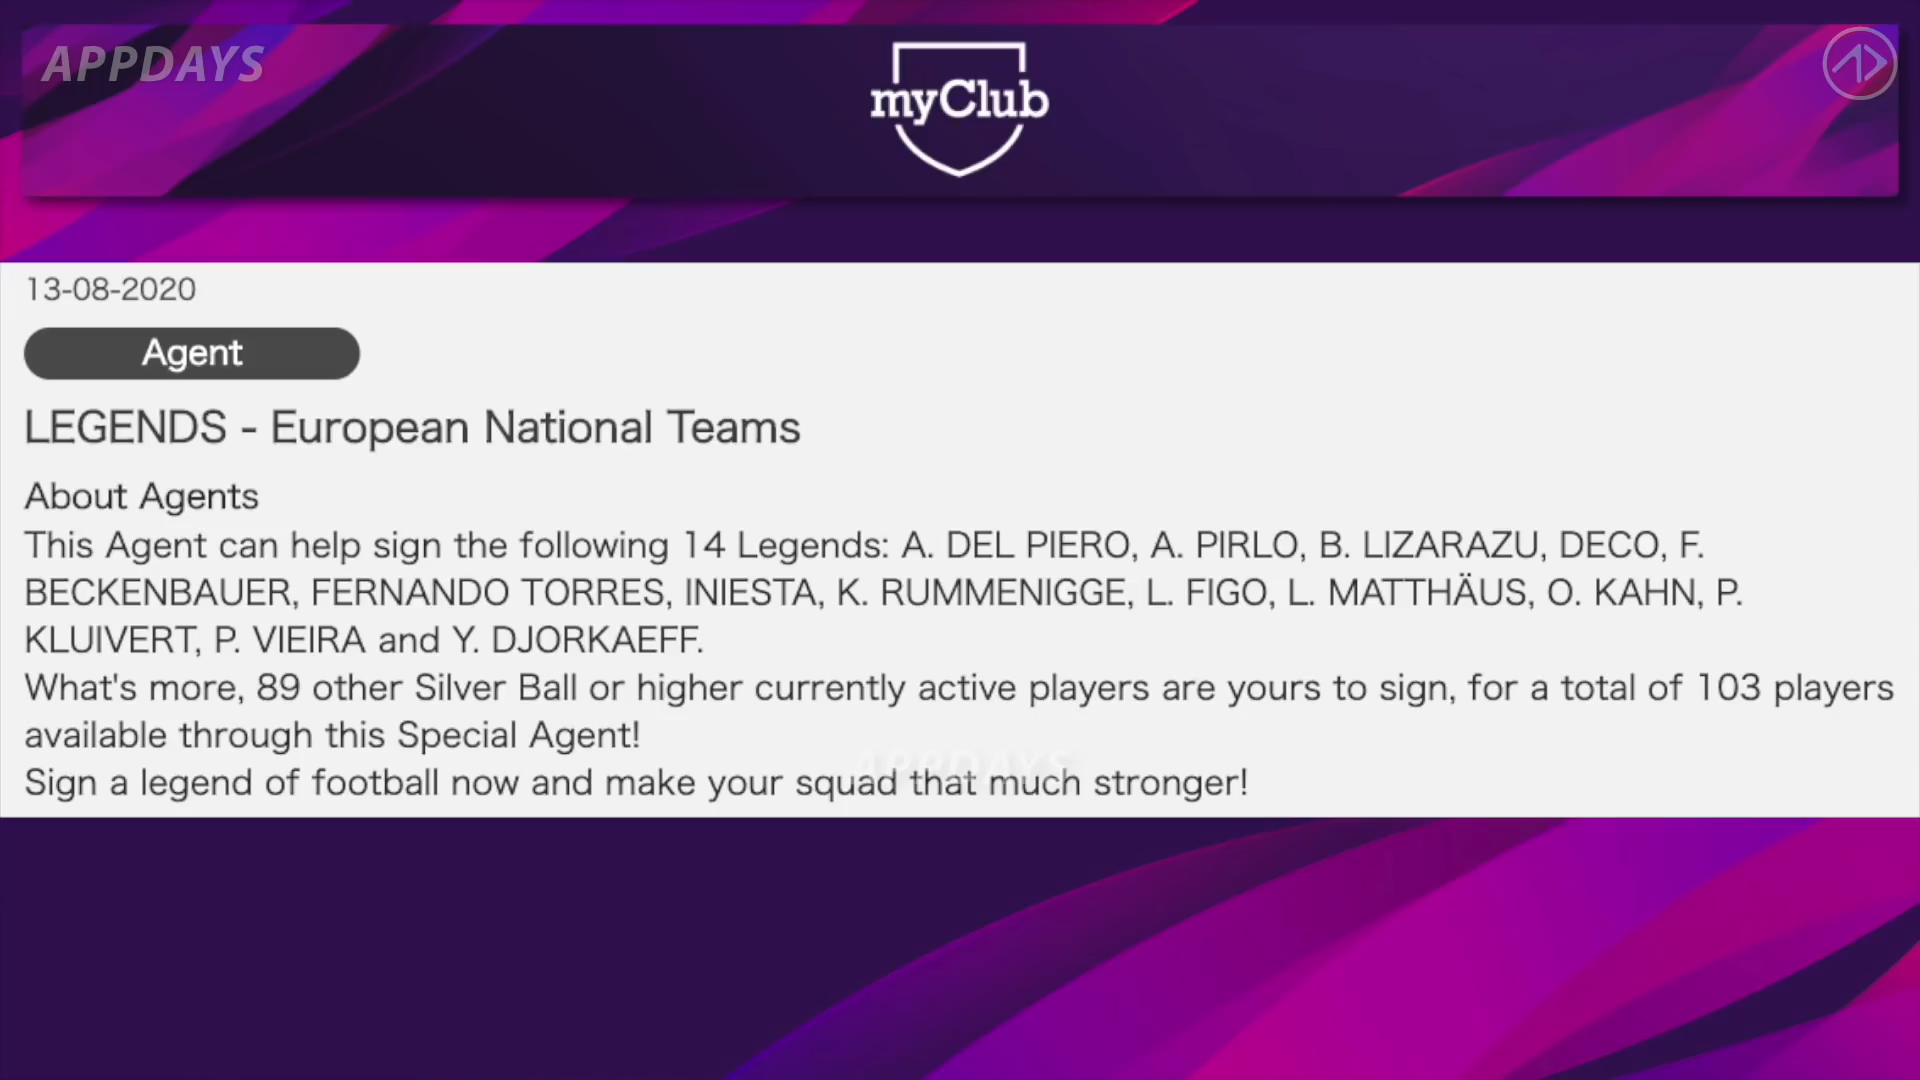 APPDAYS
myClub
13-08-2020
Agent
LEGENDS - European National Teams
About Agents
This Agent can help sign the following 14 Legends: A. DEL PIERO, A. PIRLO, B. LIZARAZU, DECO, F.
BECKENBAUER, FERNANDO TORRES, INIESTA, K. RUMMENIGGE, L. FIGO, L. MATTHÄUS, O. KAHN, P.
KLUIVERT, P. VIEIRA and Y. DJORKAEFF.
What's more, 89 other Silver Ball or higher currently active players are yours to sign, for a total of 103 players
available through this Special Agent!
APPDAYS
Sign a legend of football now and make your squad that much stronger!